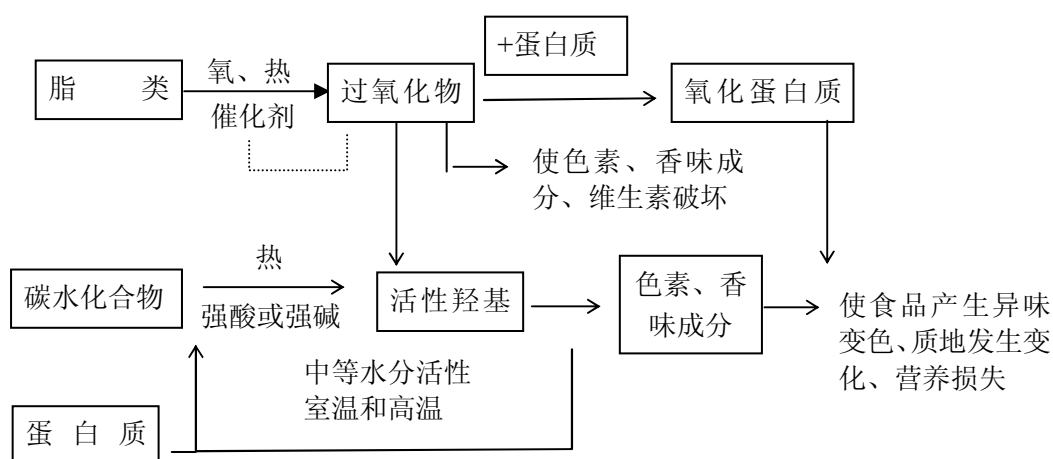 +蛋白质
脂 类
氧、热
催化剂
过氧化物
氧化蛋白质
使色素、香味成
分、维生素破坏
碳水化合物
热
强酸或强碱
活性羟基
色素、香
味成分
使食品产生异味
变色、质地发生变
化、营养损失
中等水分活性
室温和高温
蛋 白 质